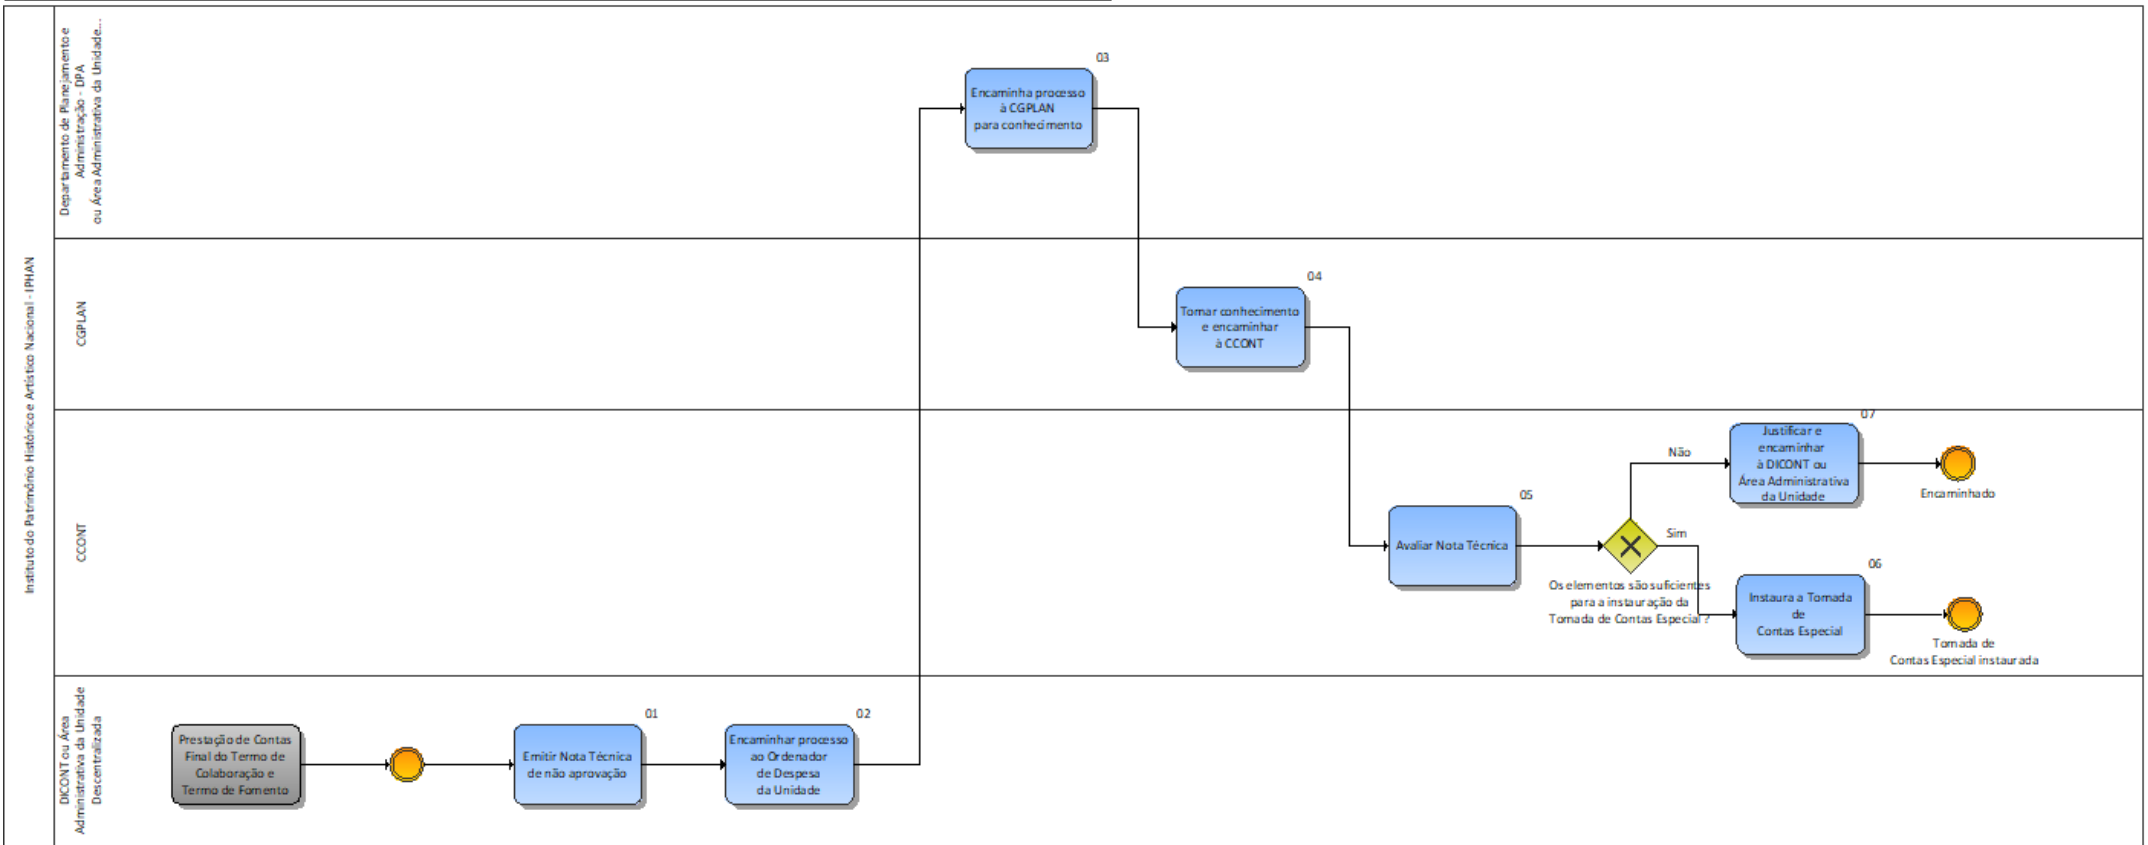 Instituto do Patrimônio Histórico e Artístico Nacional - IPHAN
Departamento de Planejamento e
Administração - DPA
ou Área Administrativa da Unidade...
03
Encaminha processo
à CGPLAN
para conhecimento
CGPLAN
04
Tomar conhecimento
e encaminhar
à CCONT
CCONT
05
Avaliar Nota Técnica
Os elementos são suficientes
para a instauração da
Tomada de Contas Especial ?
Não
07
Justificar e
encaminhar
à DICONT ou
Área Administrativa
da Unidade
Encaminhado
Sim
06
Instaura a Tomada
de
Contas Especial
Tomada de
Contas Especial instaurada
DICONT ou Área
Administrativa da Unidade
Descentralizada
Prestação de Contas
Final do Termo de
Colaboração e
Termo de Fomento
01
Emitir Nota Técnica
de não aprovação
02
Encaminhar processo
ao Ordenador
de Despesa
da Unidade